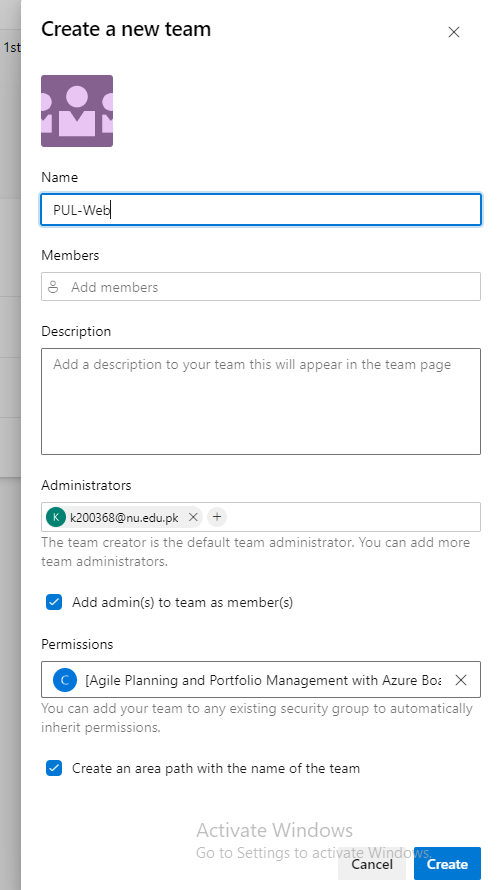 Create a new team
1st
Name
PUL-Web
Members
Add members
Description
Add a description to your team this will appear in the team page
Administrators
K k200368@nu.edu.pk
The team creator is the default team administrator. You can add more
team administrators.
Add admin(s) to team as member(s)
Permissions
C [Agile Planning and Portfolio Management with Azure Boa
You can add your team to any existing security group to automatically
inherit permissions.
Create an area path with the name of the team
Activate Windows
Go to Settings to activate Windows.
Cancel Create